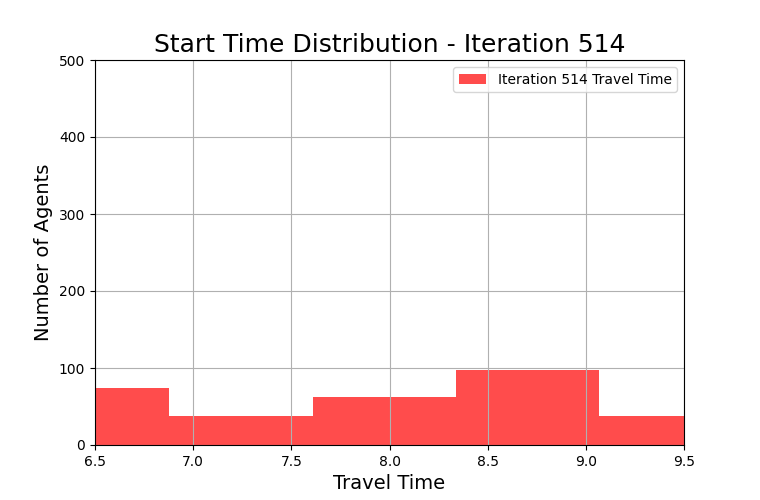 Start Time Distribution - Iteration 514
500
400
300
200
100
0
Number of Agents
Iteration 514 Travel Time
6.5 7.0 7.5 8.0 8.5 9.0 9.5
Travel Time